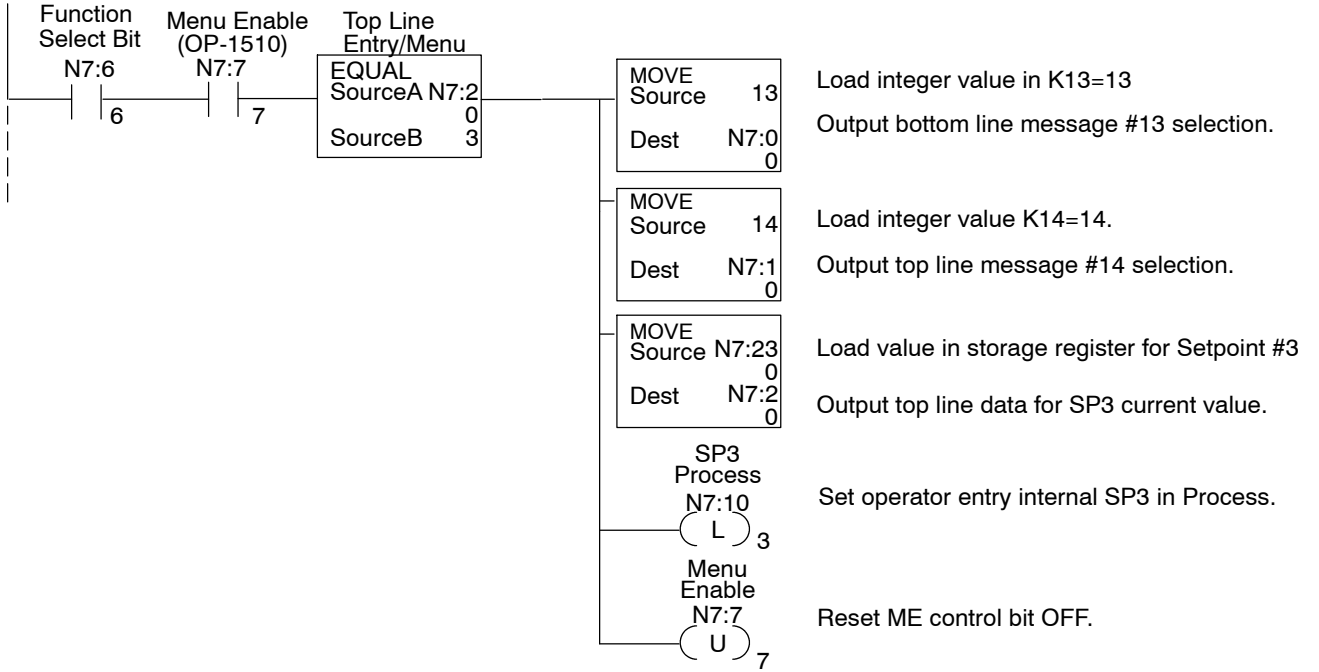 Function
Select Bit
N7:6
6
Menu Enable
(OP-1510)
N7:7
7
Top Line
Entry/Menu
EQUAL
SourceA N7:2
0
SourceB 3
MOVE
Source 13
Dest N7:0
0
Load integer value in K13=13
Output bottom line message #13 selection.
MOVE
Source 14
Dest N7:1
0
Load integer value K14=14.
Output top line message #14 selection.
MOVE
Source N7:23
0
Dest N7:2
0
Load value in storage register for Setpoint #3
Output top line data for SP3 current value.
SP3
Process
N7:10
L
3
Set operator entry internal SP3 in Process.
Menu
Enable
N7:7
U
7
Reset ME control bit OFF.